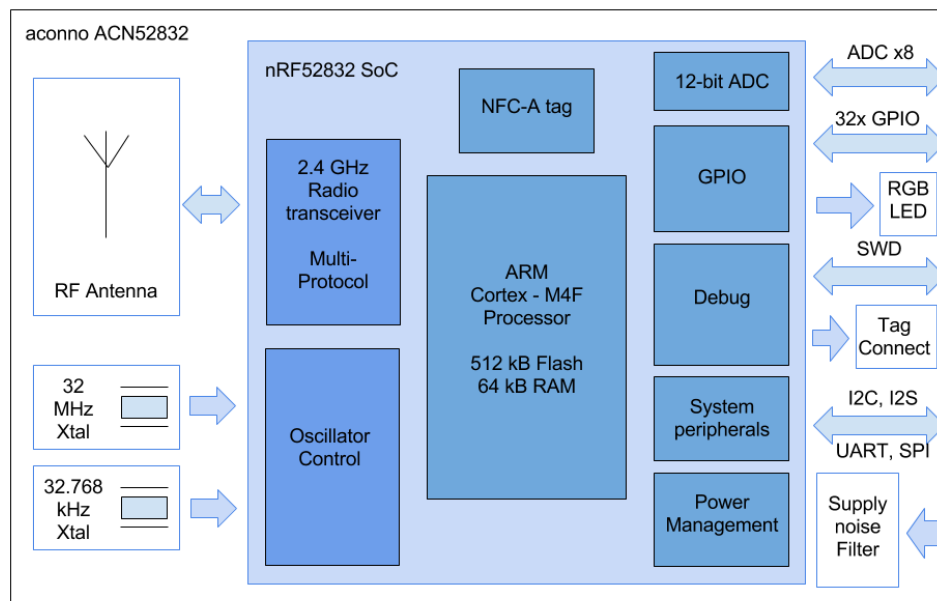 aconno ACN52832
RF Antenna
32
MHz
Xtal
32.768
kHz
Xtal
nRF52832 SoC
2.4 GHz
Radio
transceiver
Multi-
Protocol
Oscillator
Control
NFC-A tag
ARM
Cortex - M4F
Processor
512 kB Flash
64 kB RAM
12-bit ADC
GPIO
Debug
System
peripherals
Power
Management
ADC x8
32x GPIO
RGB
LED
SWD
Tag
Connect
I2C, I2S
UART, SPI
Supply
noise
Filter